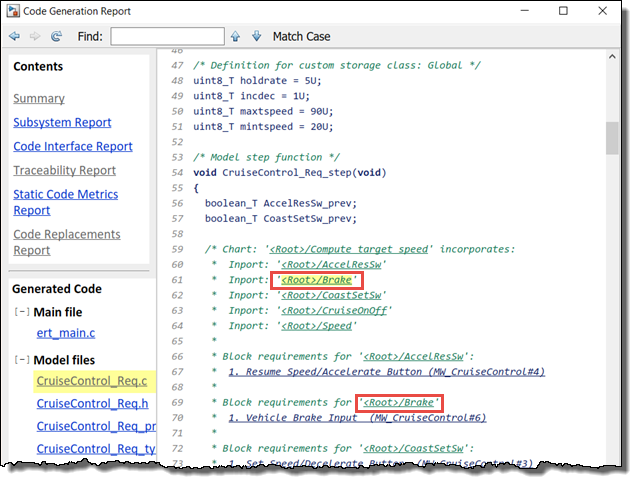 Code Generation Report
Find:
Match Case
Contents
Summary
Subsystem Report
Code Interface Report
Traceability Report
Static Code Metrics
Report
Code Replacements
Report
Generated Code
[-] Main file
ert_main.c
[-] Model files
CruiseControl_Req.c
CruiseControl_Req.h
CruiseControl_Req_pr
CruiseControl_Req_ty
46
47 /* Definition for custom storage class: Global */
48 uint8_T holdrate = 5U;
49 uint8_T incdec = 1U;
50 uint8_T maxtspeed = 90U;
51 uint8_T mintspeed = 20U;
52
53 /* Model step function */
54 void CruiseControl_Req_step(void)
55 {
56 boolean_T AccelResSw_prev;
57 boolean_T CoastSetSw_prev;
58
59 /* Chart: '<Root>/Compute target speed' incorporates:
60 * Inport: '<Root>/AccelResSw'
61 * Inport: '<Root>/Brake'
62 * Inport: '<Root>/CoastSetSw'
63 * Inport: '<Root>/CruiseOnOff'
64 * Inport: '<Root>/Speed'
65 *
66 * Block requirements for '<Root>/AccelResSw':
67 * 1. Resume Speed/Accelerate Button (MW_CruiseControl#4)
68 *
69 * Block requirements for '<Root>/Brake'
70 * 1. Vehicle Brake Input (MW_CruiseControl#6)
71 *
72 * Block requirements for '<Root>/CoastSetSw':
73 * 1. Set Speed/Decelerate Button (MW_CruiseControl#3)